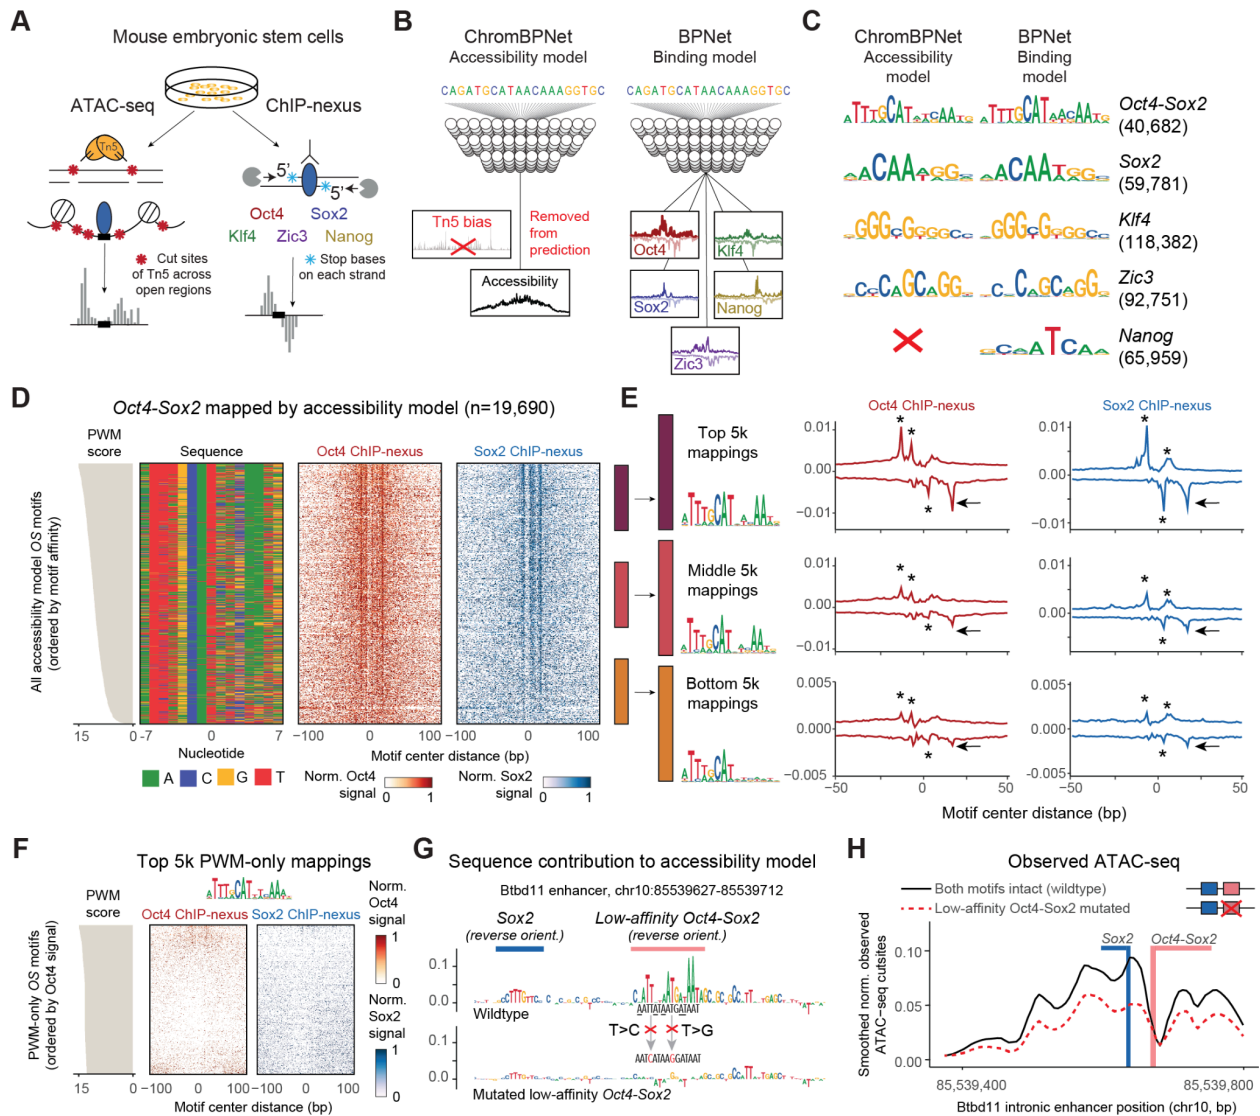 A
Mouse embryonic stem cells
ATAC-seq
ChIP-nexus
Tn5
5'
5'
Oct4 Sox2
Klf4 Zic3 Nanog
Cut sites
of Tn5 across
open regions
Stop bases
on each strand
B
ChromBPNet
Accessibility model
BPNet
Binding model
CAGATGCATAACAAAGGTGC
CAGATGCATAACAAAGGTGC
Tn5 bias
Removed
from
prediction
Accessibility
Oct4
Klf4
Sox2
Nanog
Zic3
C
ChromBPNet
Accessibility
model
BPNet
Binding
model
Oct4-Sox2
(40,682)
Sox2
(59,781)
Klf4
(118,382)
Zic3
(92,751)
Nanog
(65,959)
D
Oct4-Sox2 mapped by accessibility model (n=19,690)
PWM
score
Sequence
Oct4 ChIP-nexus
Sox2 ChIP-nexus
All accessibility model OS motifs
(ordered by motif affinity)
15 0
-7 0 7
Nucleotide
−100 0 100
−100 0 100
Motif center distance (bp)
A C G T
Norm. Oct4
signal
0 1
Norm. Sox2
signal
0 1
E
Top 5k
mappings
Middle 5k
mappings
Bottom 5k
mappings
Oct4 ChIP-nexus
Sox2 ChIP-nexus
0.01
0.00
−0.01
0.01
0.00
−0.01
0.01
0.00
−0.01
0.01
0.00
−0.01
0.005
0.000
−0.005
0.005
0.000
−0.005
−50 0 50
−50 0 50
Motif center distance (bp)
F
Top 5k PWM-only mappings
PWM
score
Oct4 ChIP-nexus
Sox2 ChIP-nexus
PWM-only OS motifs
(ordered by Oct4 signal)
15 0
−100 0 100
−100 0 100
Motif center distance (bp)
Norm.
Oct4
signal
1
0
Norm.
Sox2
signal
1
0
G
Sequence contribution to accessibility model
Btbd11 enhancer, chr10:85539627-85539712
Sox2
(reverse orient.)
Low-affinity Oct4-Sox2
(reverse orient.)
0.1
0.0
Wildtype
AATTATAATGATAAT
T>C T>G
AATCATAAGGATAAT
0.1
0.0
Mutated low-affinity Oct4-Sox2
H
Observed ATAC-seq
Both motifs intact (wildtype)
Low-affinity Oct4-Sox2 mutated
Sox2
Oct4-Sox2
Smoothed norm. observed
ATAC-seq cutsites
0.10
0.05
0.00
85,539,400
85,539,800
Btbd11 intronic enhancer position (chr10, bp)